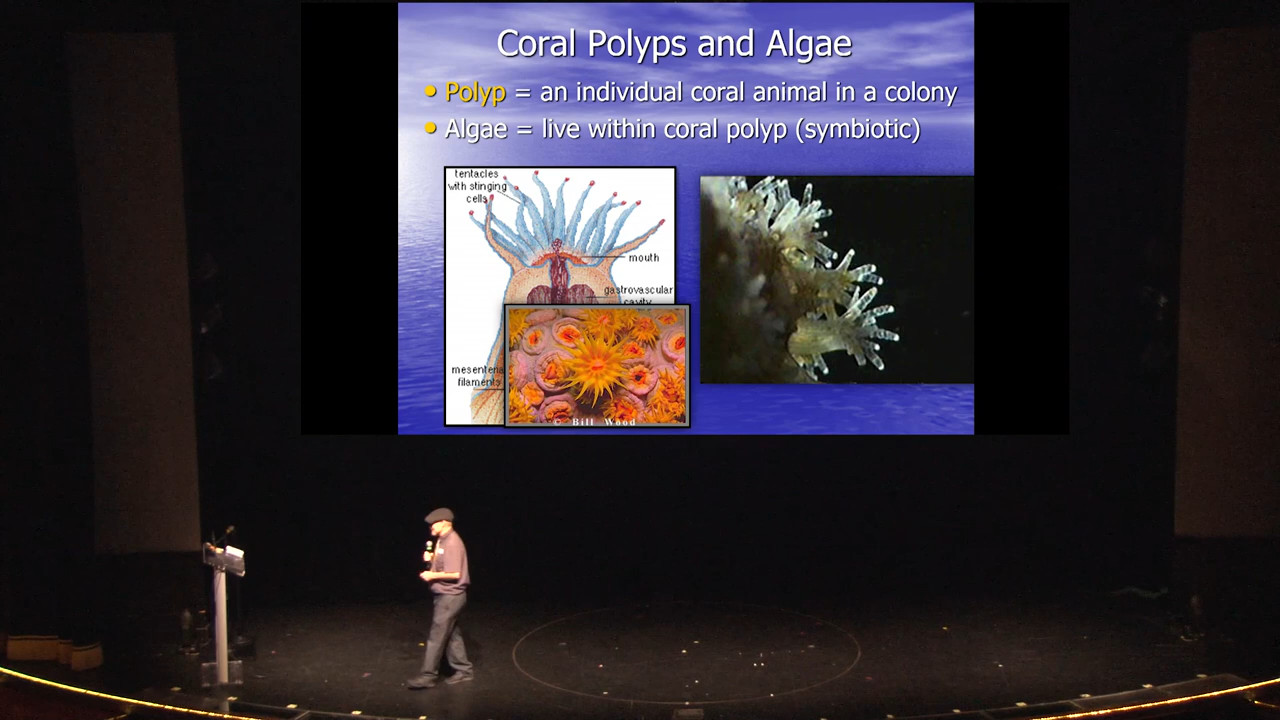 Coral Polyps and Algae
• Polyp = an individual coral animal in a colony
• Algae = live within coral polyp (symbiotic)
tentacles
with stinging
cells
mouth
gastrovascular
cavity
mesenteria
filaments
© Bill Wood